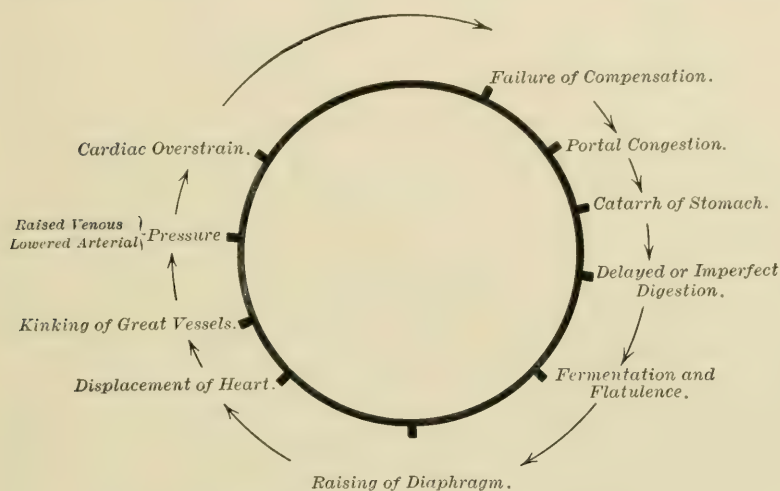 Failure of Compensation.
Portal Congestion.
Catarrh of Stomach.
Delayed or Imperfect
Digestion.
Fermentation and
Flatulence.
Raising of Diaphragm.
Displacement of Heart.
Kinking of Great Vessels.
Raised Venous
Lowered Arterial} Pressure
Cardiac Overstrain.